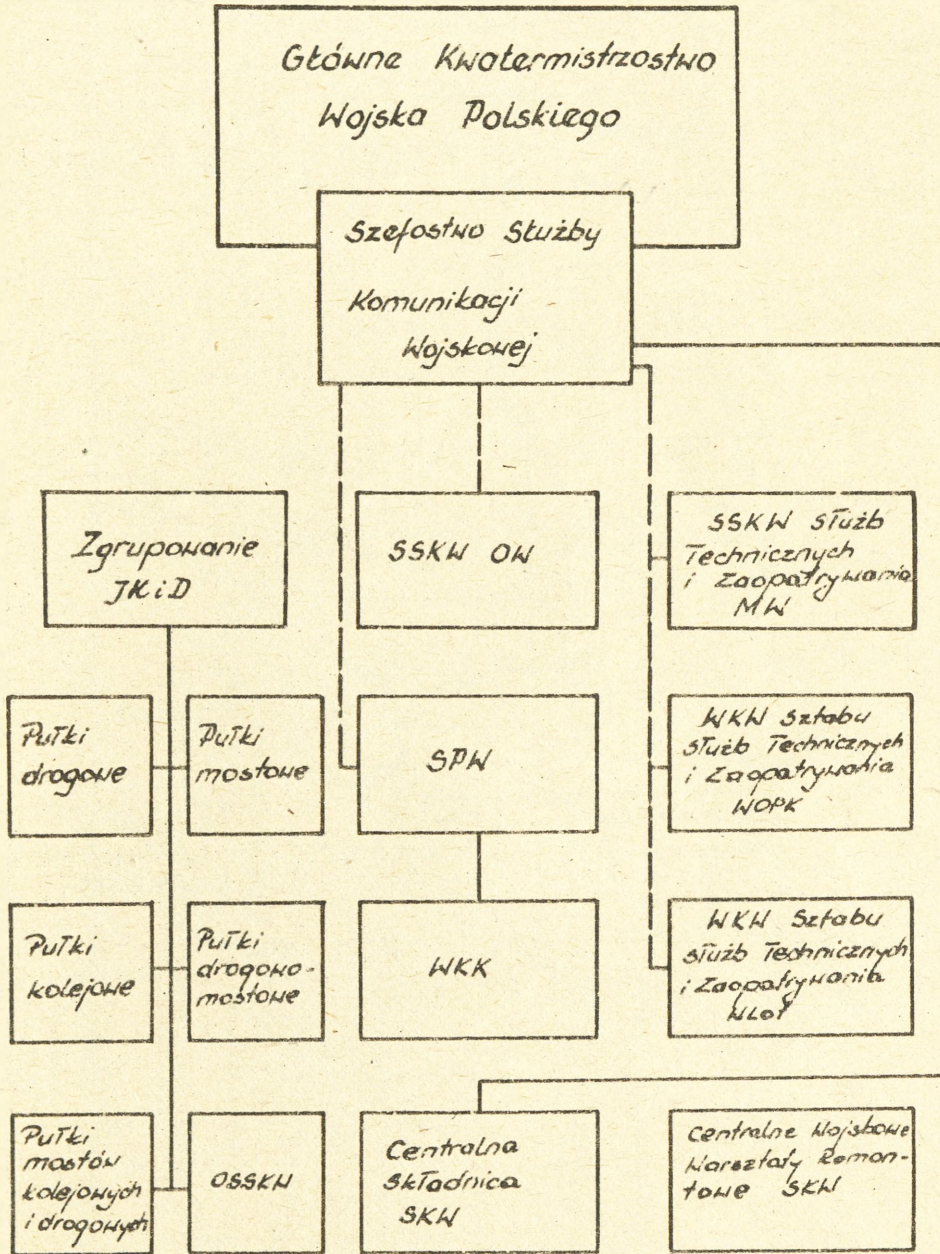 Główne Kwatermistrzostwo
Wojska Polskiego
Szefostwo Służby
Komunikacji
Wojskowej
Zgrupowanie
JKiD
SSKW OW
SSKW służb
Technicznych
i Zaopatrywania
MW
Pułki
drogowe
Pułki
mostowe
SPW
WKW sztabu
służb Technicznych
i Zaopatrywania
WOPK
Pułki
kolejowe
Pułki
drogowo-
mostowe
WKK
WKW Sztabu
służb Technicznych
i Zaopatrywania
WLot
Pułki
mostów
kolejowych
i drogowych
OSSKW
Centralna
Składnica
SKW
Centralne Wojskowe
Warsztaty Remon-
towe SKW